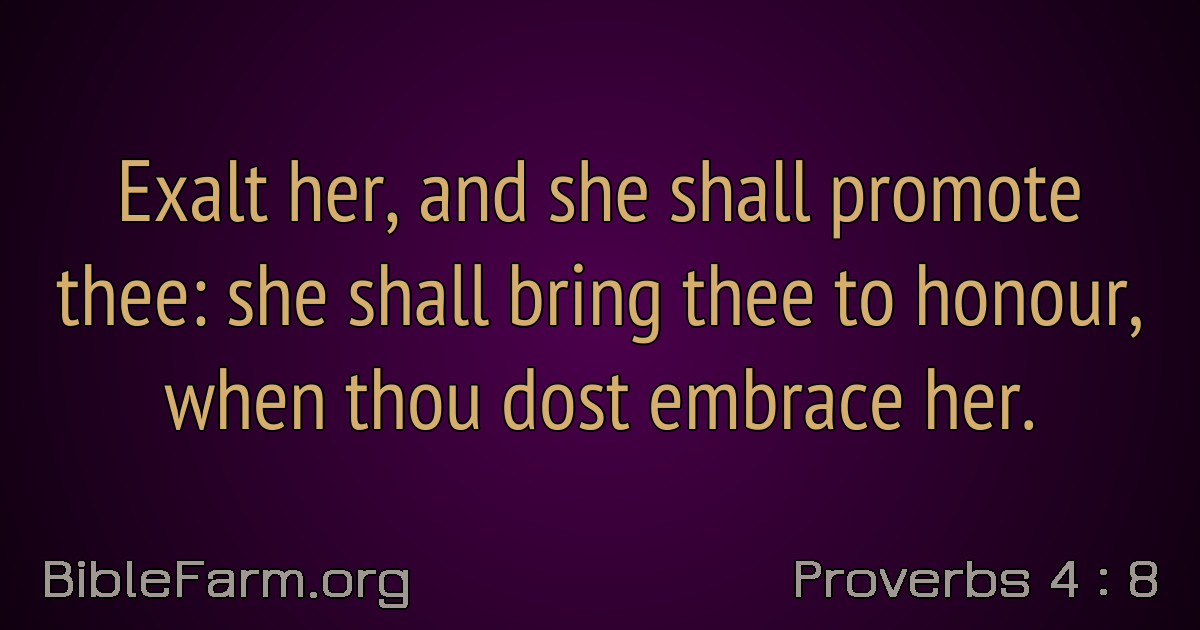 Exalt her, and she shall promote
thee: she shall bring thee to honour,
when thou dost embrace her.
BibleFarm.org
Proverbs 4 : 8